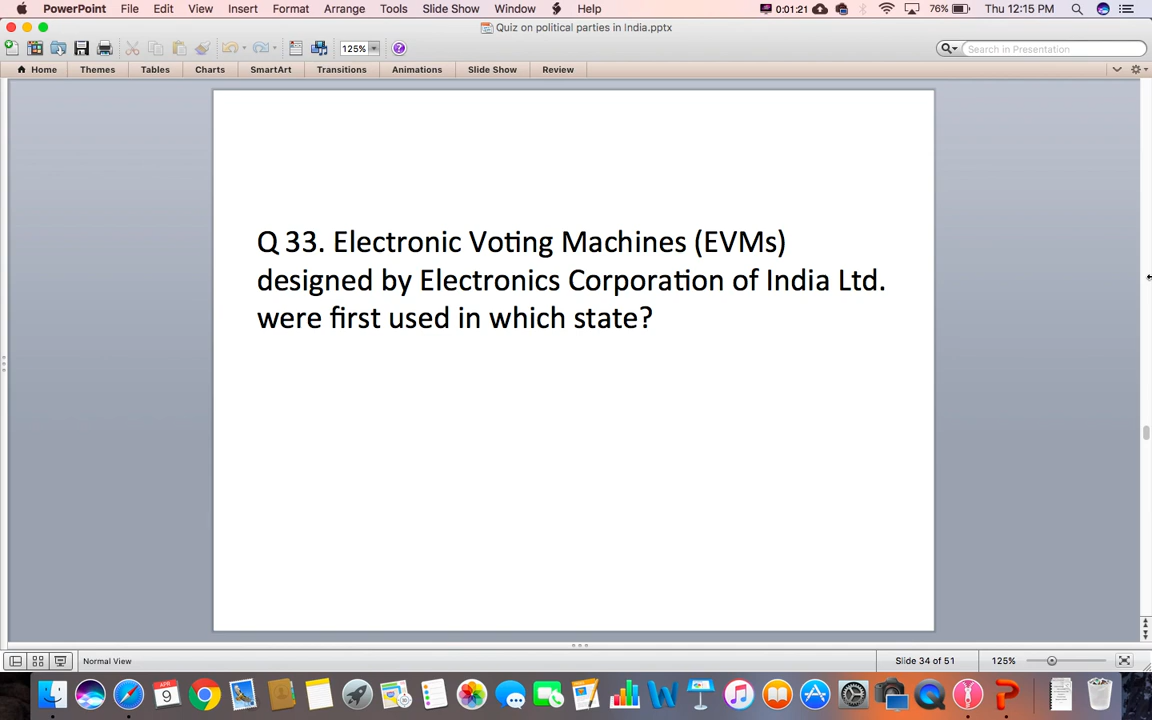 PowerPoint File Edit View Insert Format Arrange Tools Slide Show Window Help 0:01:21 76% Thu 12:15 PM
Quiz on political parties in India.pptx
125% Search in Presentation
Home Themes Tables Charts SmartArt Transitions Animations Slide Show Review
Q 33. Electronic Voting Machines (EVMs)
designed by Electronics Corporation of India Ltd.
were first used in which state?
Normal View Slide 34 of 51 125%
APR
9